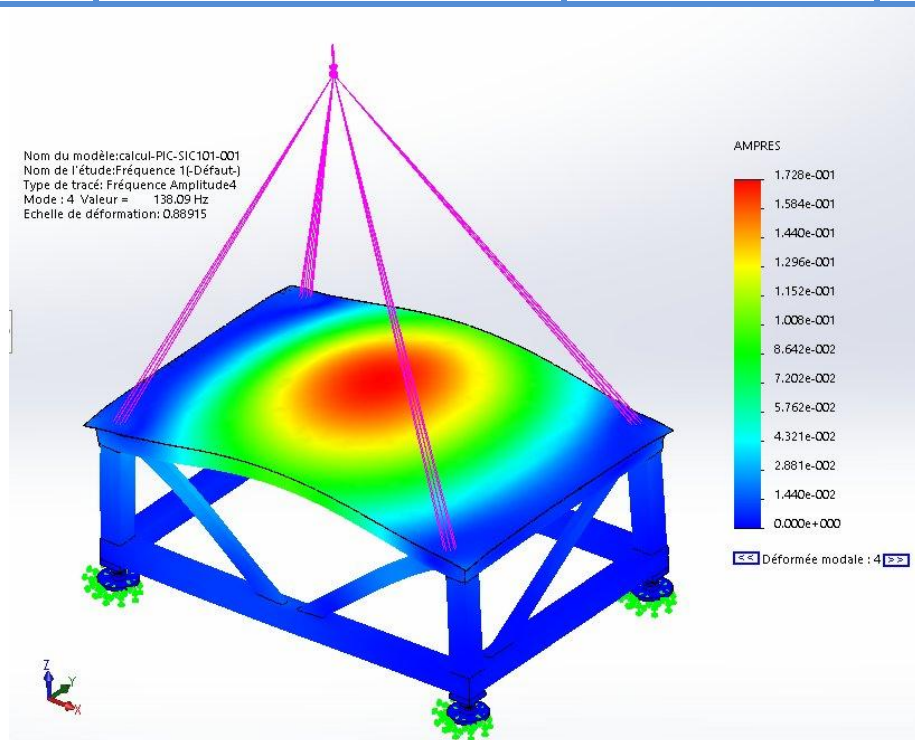 Nom du modèle:calcul-PIC-SIC101-001
Nom de l'étude:Fréquence 1(-Défaut-)
Type de tracé: Fréquence Amplitude4
Mode : 4 Valeur = 138.09 Hz
Echelle de déformation: 0.88915
AMPRES
1.728e-001
1.584e-001
1.440e-001
1.296e-001
1.152e-001
1.008e-001
8.642e-002
7.202e-002
5.762e-002
4.321e-002
2.881e-002
1.440e-002
0.000e+000
<< Déformée modale : 4 >>
Z
Y
X